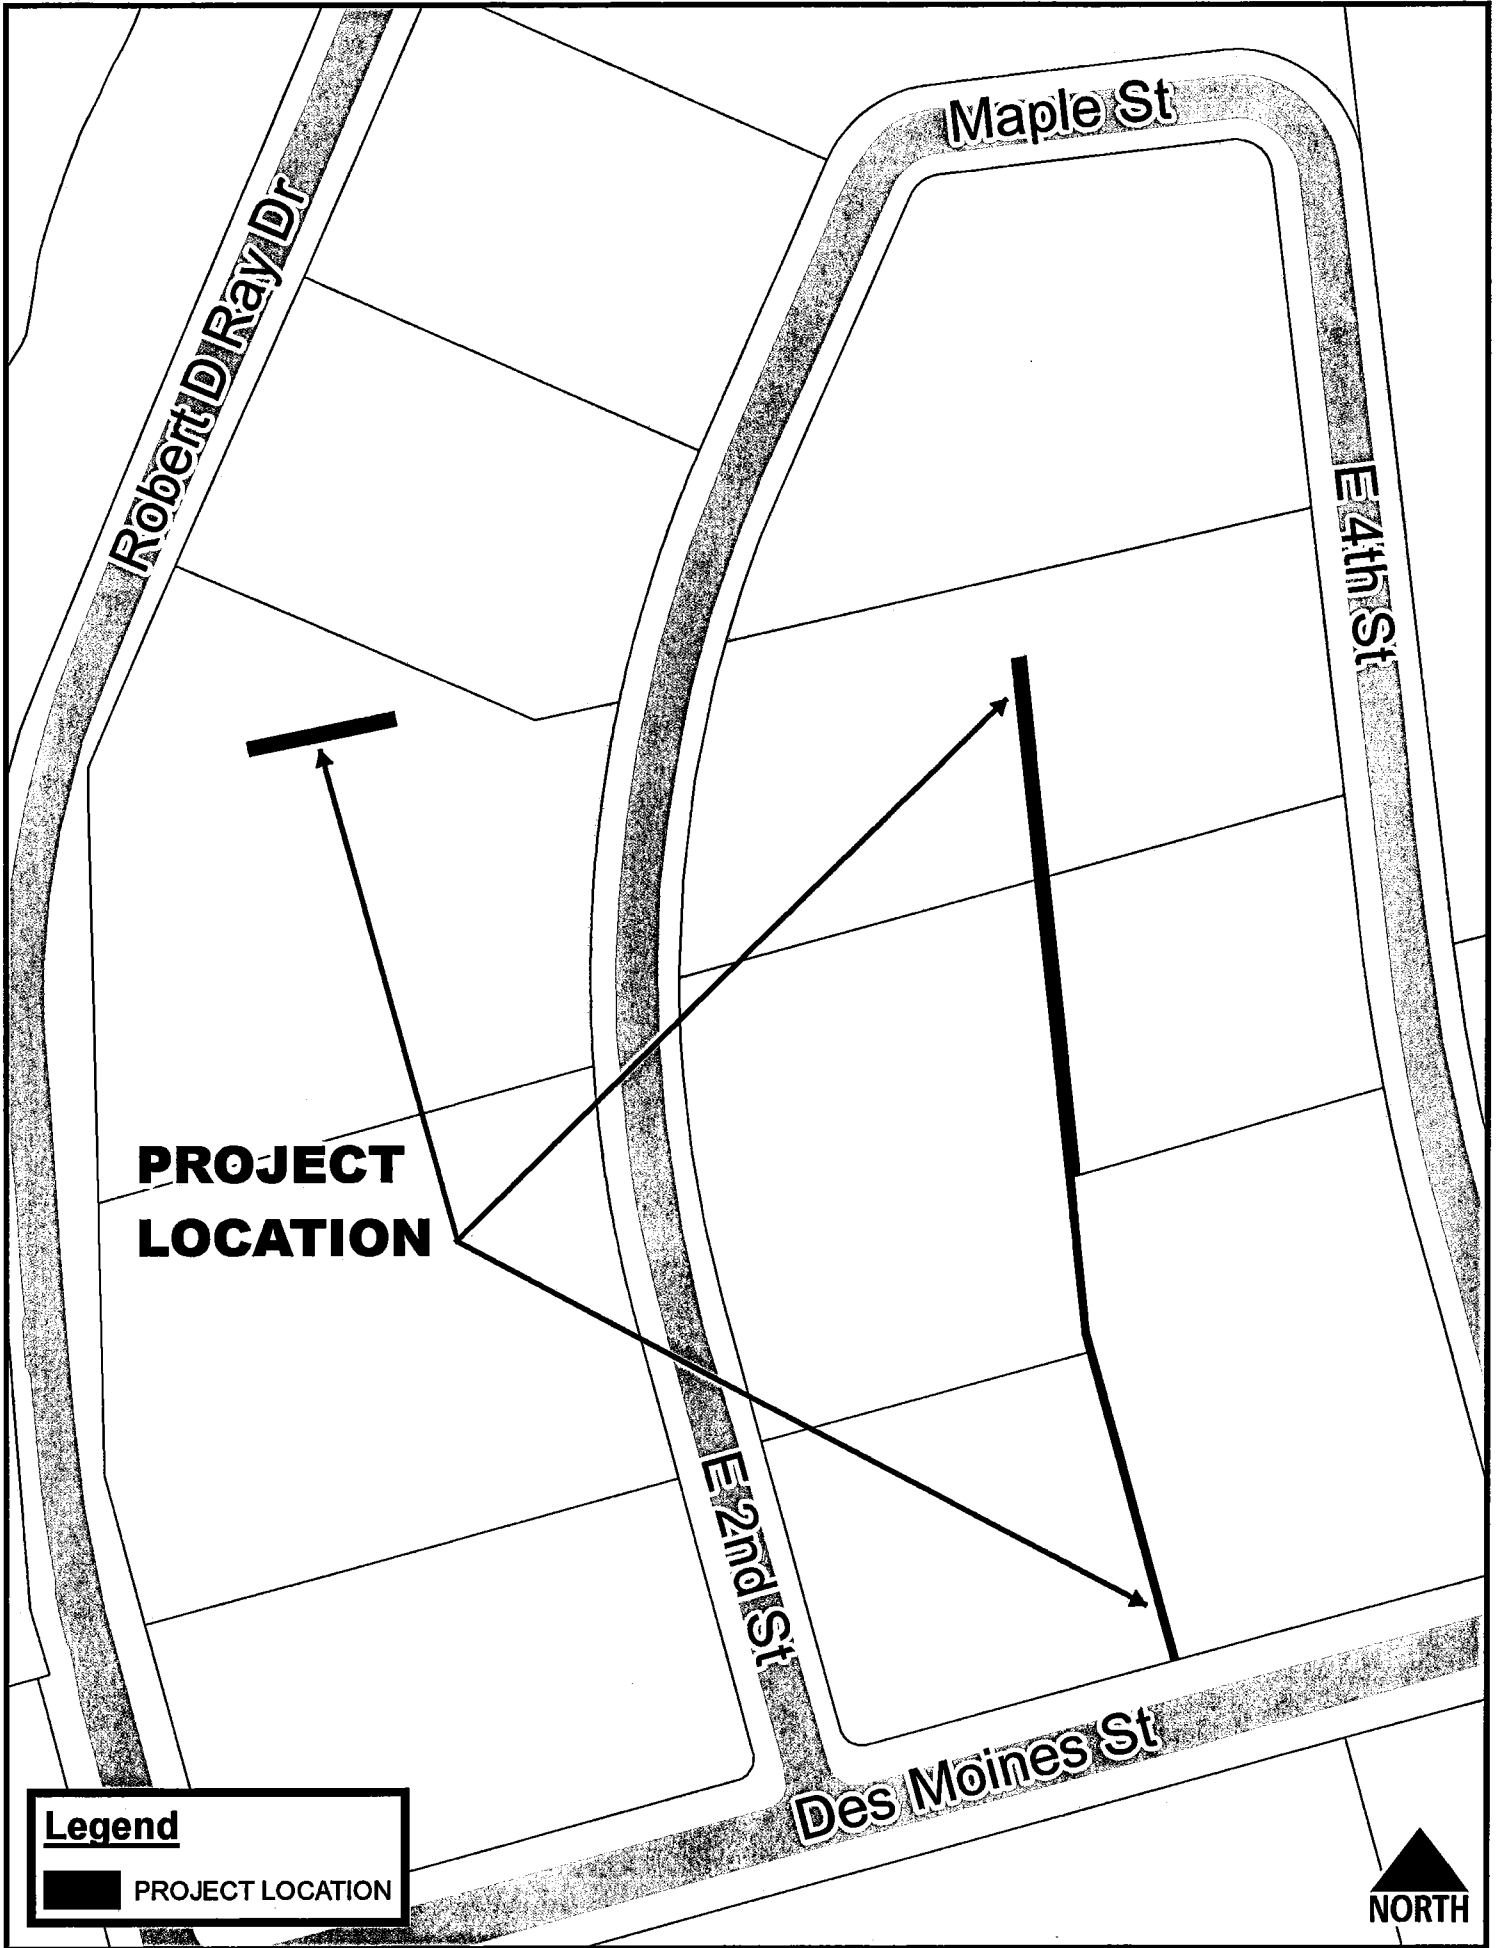 Maple St
Robert D Ray Dr
E 4th St
PROJECT
LOCATION
E 2nd St
Des Moines St
Legend
PROJECT LOCATION
NORTH